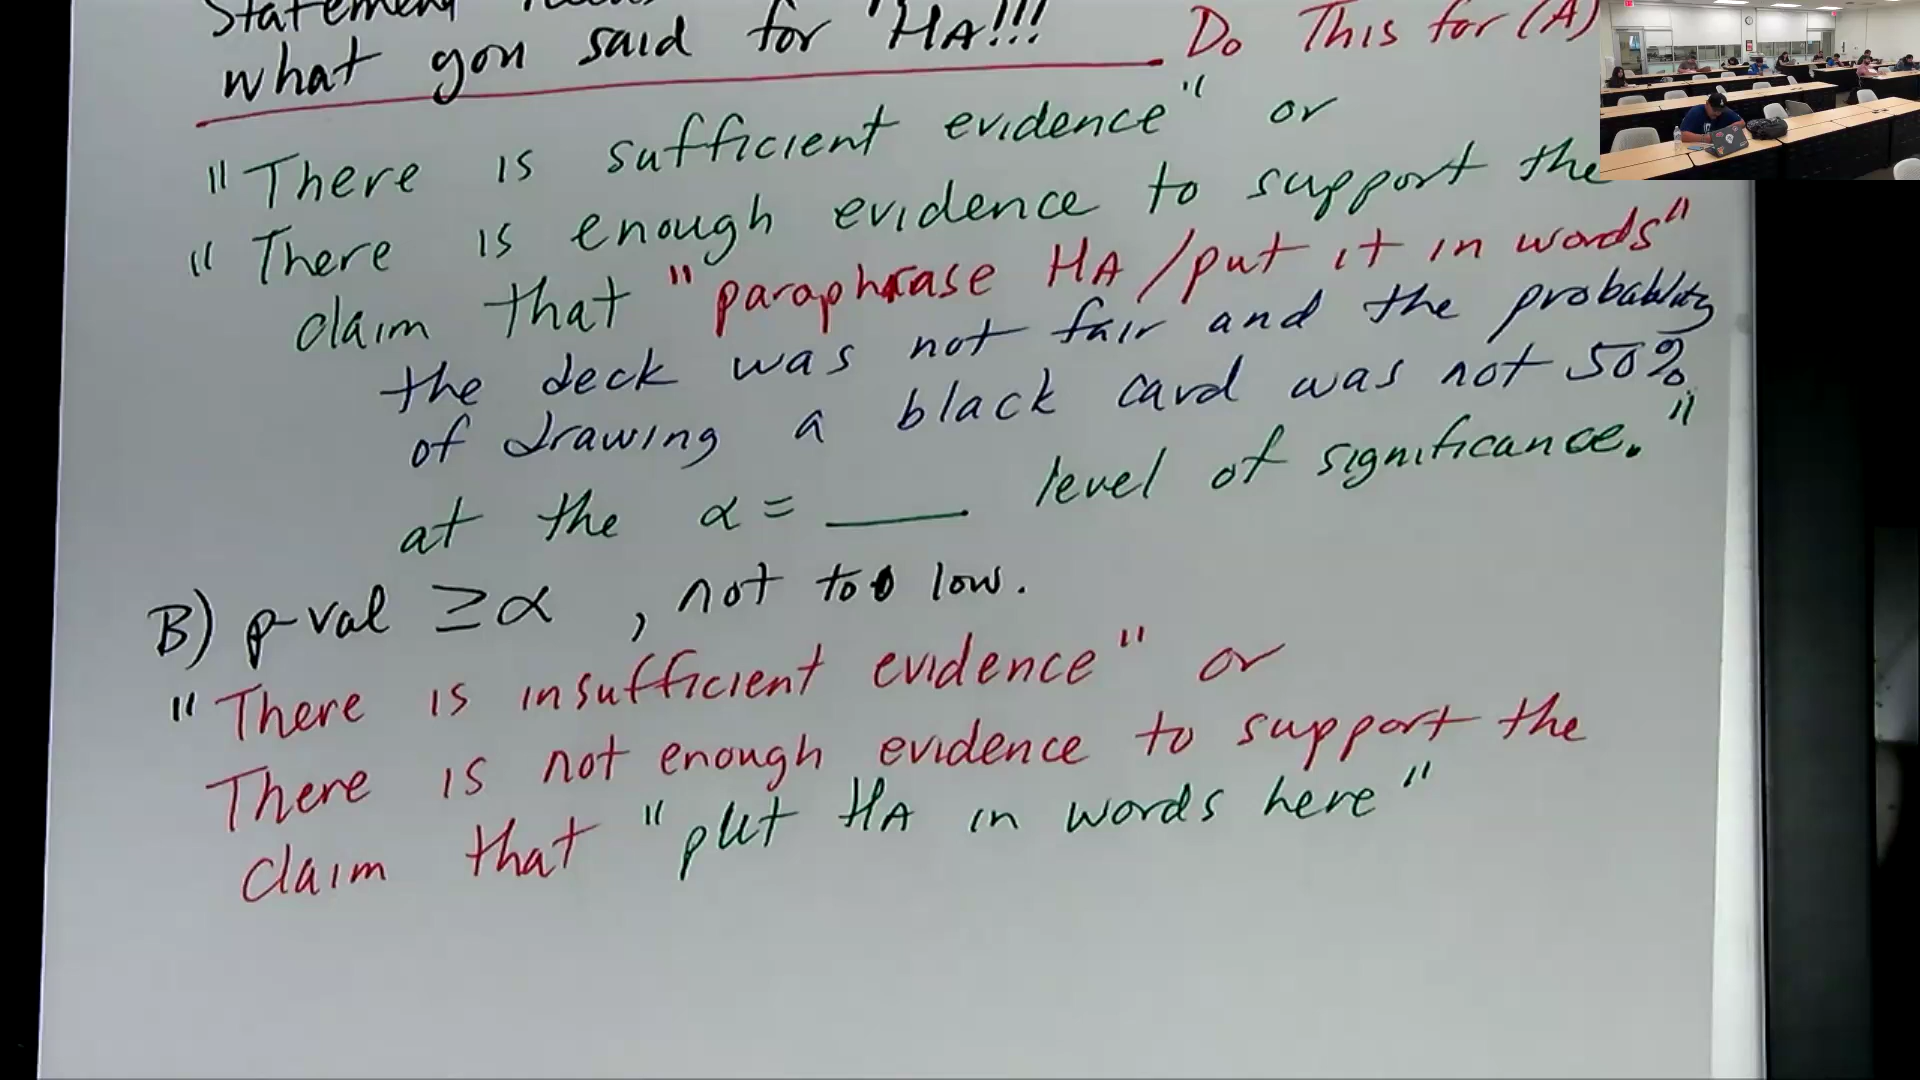 Statement
what you said for "HA!!! Do This for (A)
"There is sufficient evidence" or
"There is enough evidence to support the
claim that "paraphrase HA/put it in words"
the deck was not fair and the probability
of drawing a black card was not 50%
at the α = ____ level of significance."
B) p-val ≥ α , not too low.
"There is insufficient evidence" or
There is not enough evidence to support the
claim that "put HA in words here"